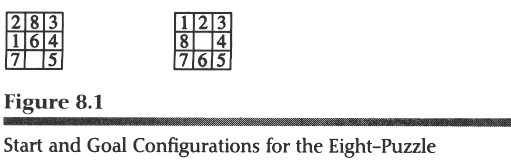 2 8 3 1 2 3
1 6 4 8 4
7 5 7 6 5
Figure 8.1
Start and Goal Configurations for the Eight–Puzzle